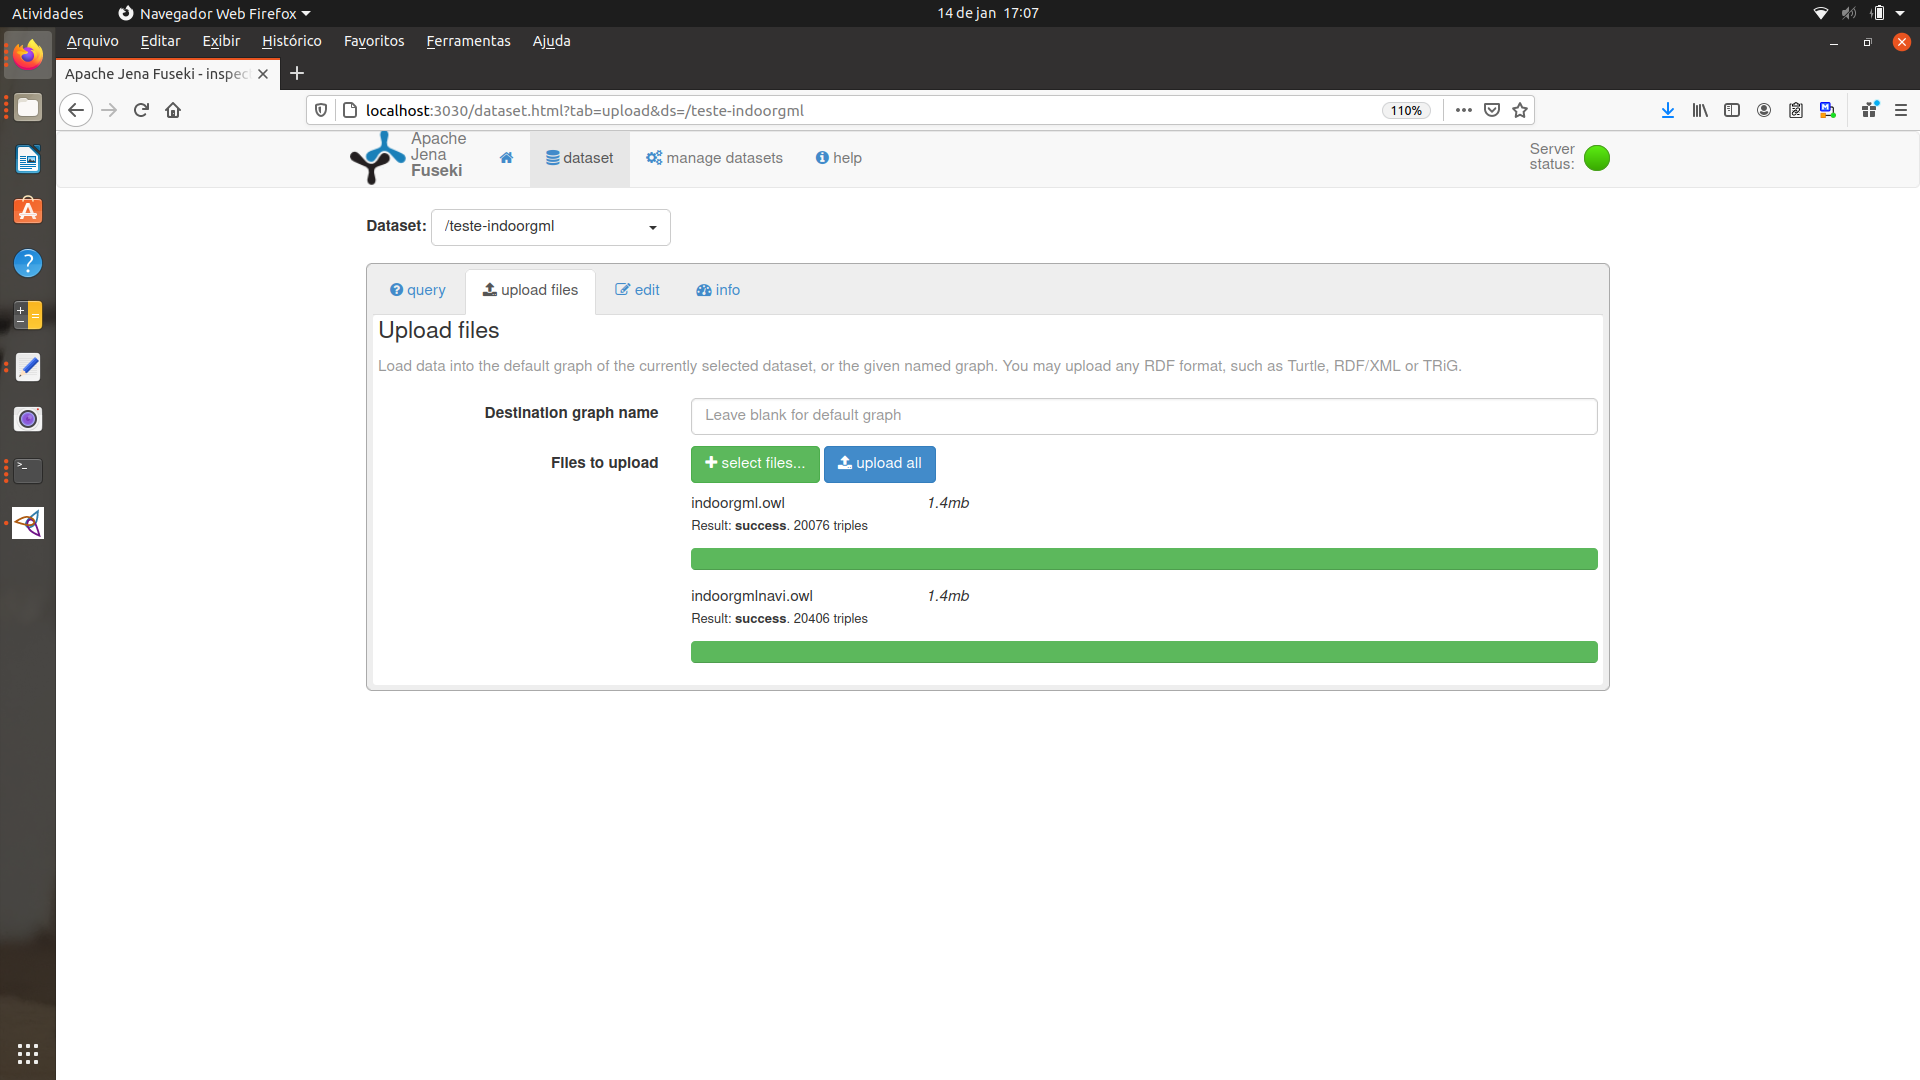 Atividades
Navegador Web Firefox
14 de jan 17:07
Arquivo Editar Exibir Histórico Favoritos Ferramentas Ajuda
Apache Jena Fuseki - inspec
localhost:3030/dataset.html?tab=upload&ds=/teste-indoorgml
110%
Apache
Jena
Fuseki
dataset
manage datasets
help
Server
status:
Dataset:
/teste-indoorgml
query
upload files
edit
info
Upload files
Load data into the default graph of the currently selected dataset, or the given named graph. You may upload any RDF format, such as Turtle, RDF/XML or TRiG.
Destination graph name
Leave blank for default graph
Files to upload
select files...
upload all
indoorgml.owl 1.4mb
Result: success. 20076 triples
indoorgmlnavi.owl 1.4mb
Result: success. 20406 triples